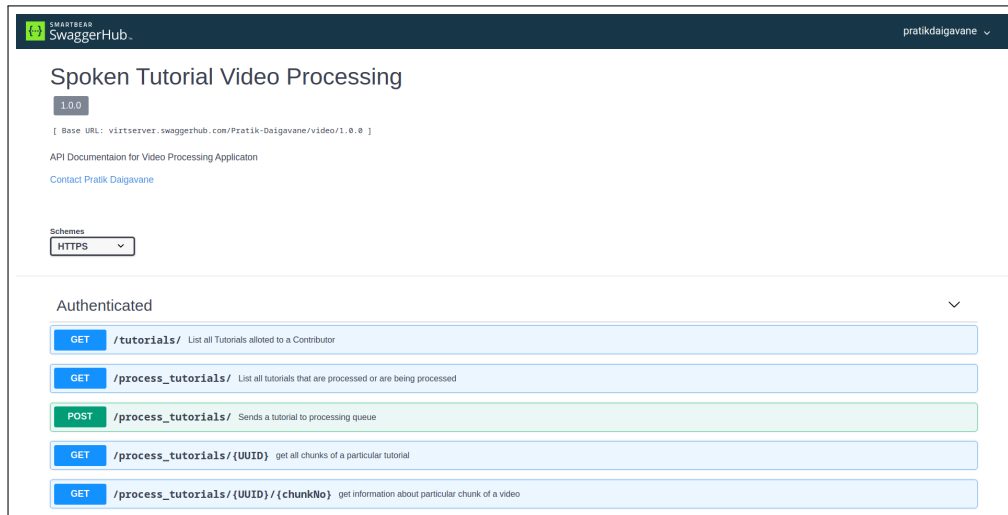 SMARTBEAR
SwaggerHub
pratikdaigavane
Spoken Tutorial Video Processing
1.0.0
[ Base URL: virtserver.swaggerhub.com/Pratik-Daigavane/video/1.0.0 ]
API Documentaion for Video Processing Applicaton
Contact Pratik Daigavane
Schemes
HTTPS
Authenticated
GET /tutorials/ List all Tutorials alloted to a Contributor
GET /process_tutorials/ List all tutorials that are processed or are being processed
POST /process_tutorials/ Sends a tutorial to processing queue
GET /process_tutorials/{UUID} get all chunks of a particular tutorial
GET /process_tutorials/{UUID}/{chunkNo} get information about particular chunk of a video